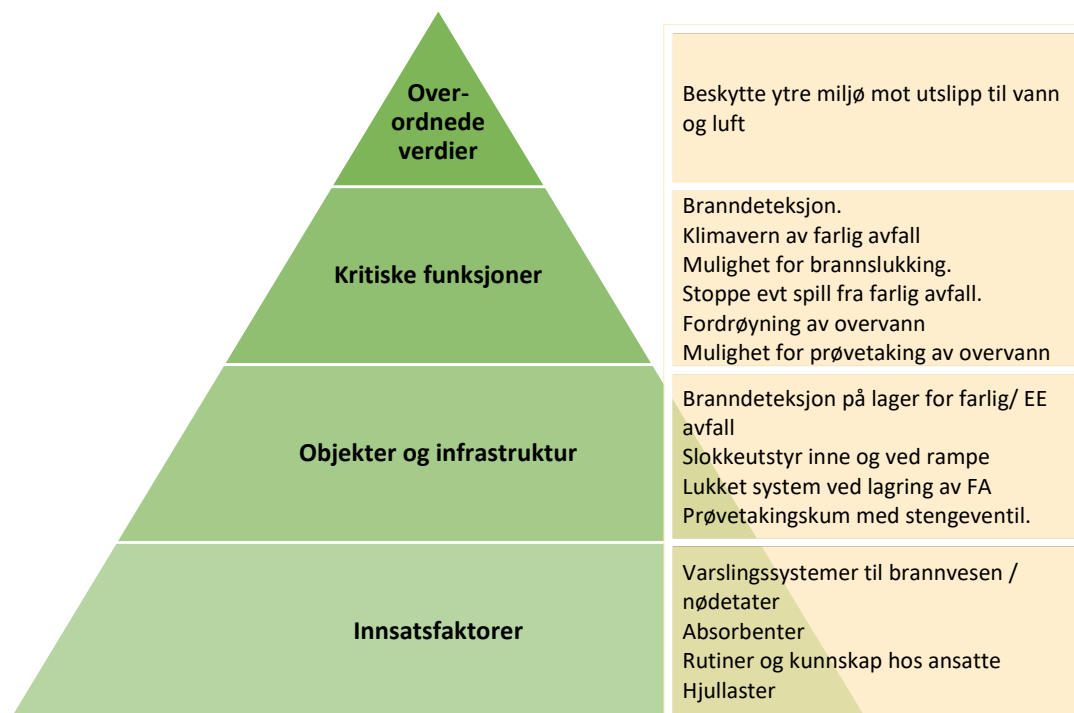 Over-
ordnede
verdier
Beskytte ytre miljø mot utslipp til vann
og luft
Kritiske funksjoner
Branndeteksjon.
Klimavern av farlig avfall
Mulighet for brannslukking.
Stoppe evt spill fra farlig avfall.
Fordrøyning av overvann
Mulighet for prøvetaking av overvann
Objekter og infrastruktur
Branndeteksjon på lager for farlig/ EE
avfall
Slokkeutstyr inne og ved rampe
Lukket system ved lagring av FA
Prøvetakingskum med stengeventil.
Innsatsfaktorer
Varslingssystemer til brannvesen /
nødetater
Absorbenter
Rutiner og kunnskap hos ansatte
Hjullaster